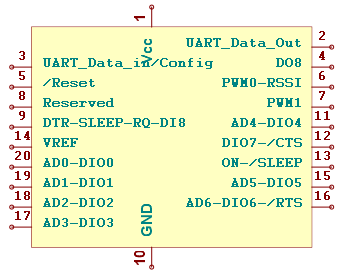 1
Vcc
UART_Data_Out 2
3 UART_Data_in/Config
DO8 4
5 /Reset
PWM0-RSSI 6
8 Reserved
PWM1 7
9 DTR-SLEEP-RQ-DI8
AD4-DIO4 11
14 VREF
DIO7-/CTS 12
20 AD0-DIO0
ON-/SLEEP 13
19 AD1-DIO1
AD5-DIO5 15
18 AD2-DIO2
AD6-DIO6-/RTS 16
17 AD3-DIO3
GND
10